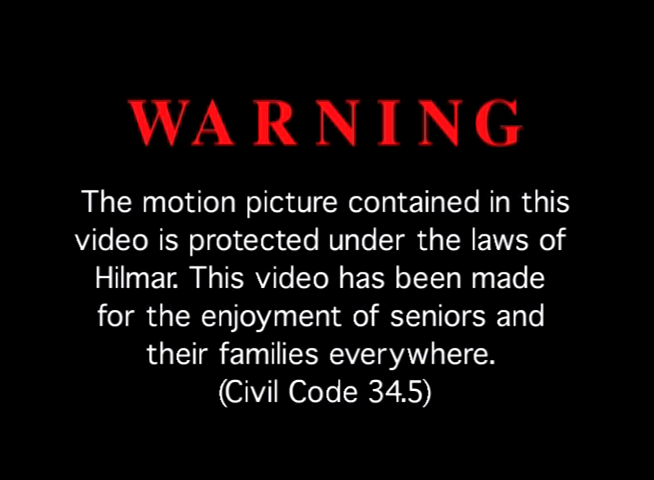 WARNING
The motion picture contained in this
video is protected under the laws of
Hilmar. This video has been made
for the enjoyment of seniors and
their families everywhere.
(Civil Code 34.5)